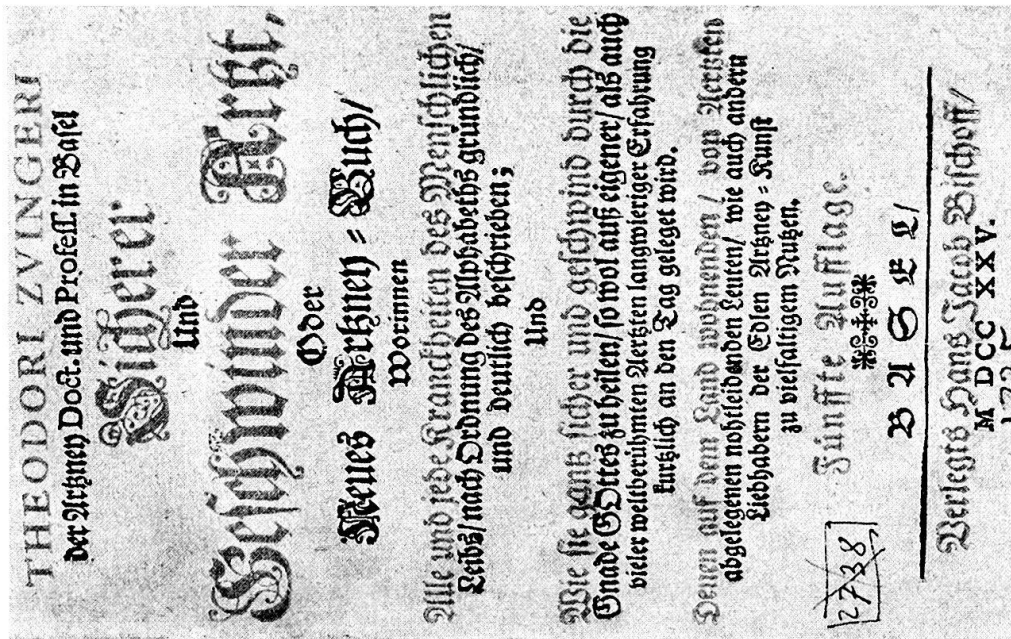 THEODORI ZVINGERI
der Artzney Doct. und Profeſſ. in Baſel
Sicherer
Und
Geſchwinder Artzt,
Oder
Neues Artzney = Buch/
Worinnen
Alle und jede Kranckheiten des Menſchlichen
Leibs/ nach Ordnung des Alphabeths gründlich/
und deutlich beſchrieben;
Und
Wie ſie gantz ſicher und geſchwind durch die
Gnade GOttes zu heilen/ ſo wol auß eigener/ als auch
vieler weltberühmten Aertzten langwieriger Erfahrung
kurtzlich an den Tag geleget wird.
Denen auf dem Land wohnenden / von Aertzten
abgelegenen nohtleidenden Leuten/ wie auch andern
Liebhabern der Edlen Artzney = Kunſt
zu vielfaltigem Nutzen.
Fünffte Aufflage.
2738
BASEL/
Verlegts Hans Jacob Biſchoff/
M DCC XXV.
1725